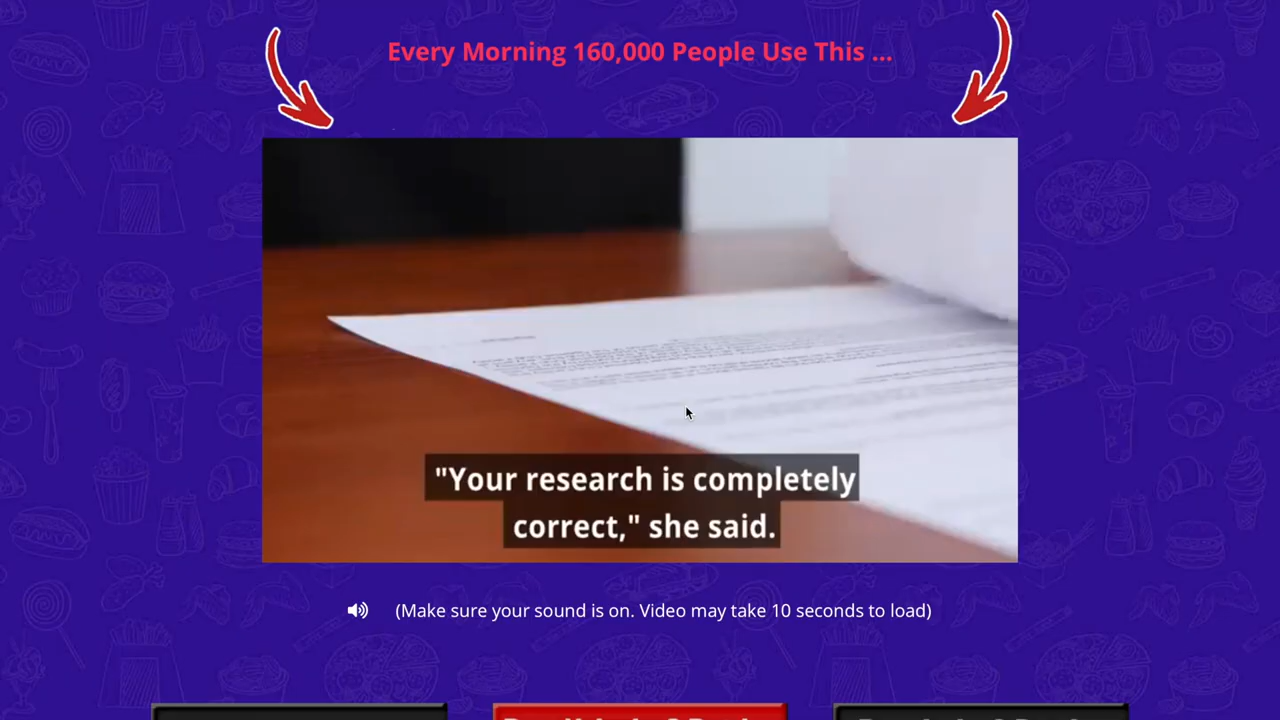 Every Morning 160,000 People Use This ...
"Your research is completely
correct," she said.
(Make sure your sound is on. Video may take 10 seconds to load)